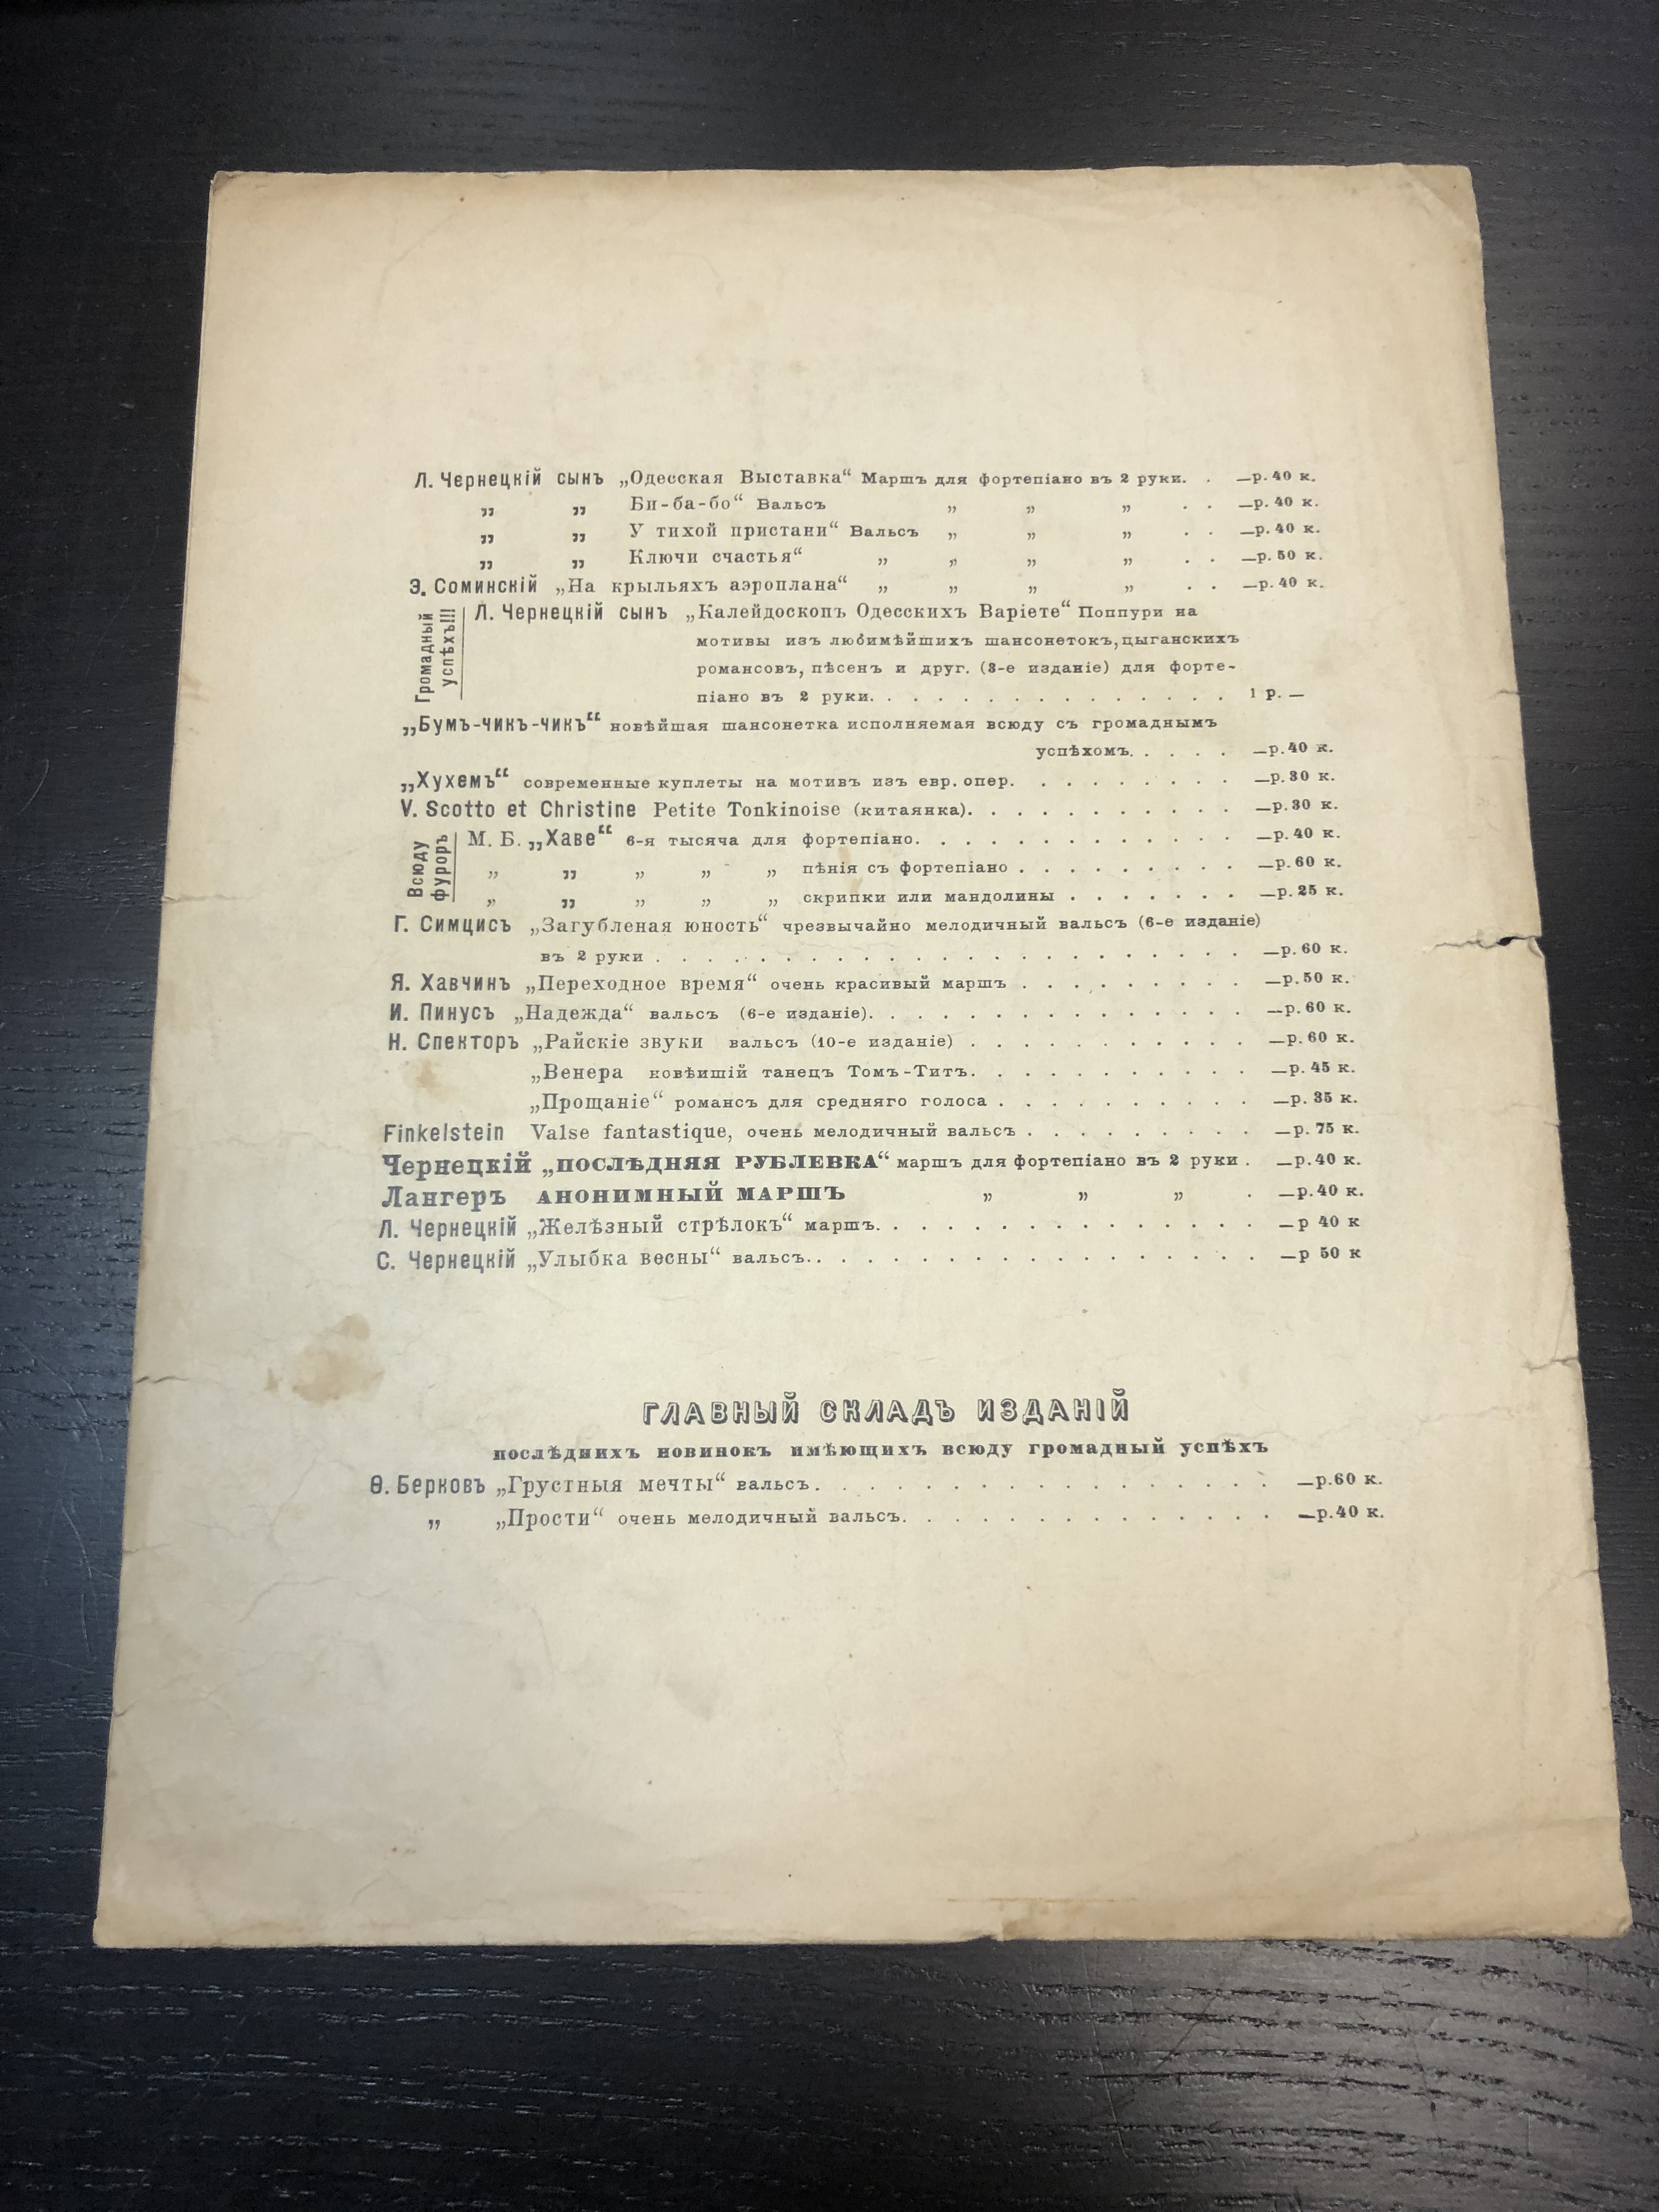 Л. Чернецкій сынъ „Одесская Выставка“ Маршъ для фортепіано въ 2 руки. . —р. 40 к.
„ „ Би-ба-бо“ Вальсъ „ „ „ . . —р. 40 к.
„ „ У тихой пристани“ Вальсъ „ „ „ . . —р. 40 к.
„ „ Ключи счастья“ „ „ „ „ . . —р. 50 к.
Э. Соминскій „На крыльяхъ аэроплана“ „ „ „ „ . . —р. 40 к.
Громадный успѣхъ!!!
Л. Чернецкій сынъ „Калейдоскопъ Одесскихъ Варіете“ Поппури на
мотивы изъ любимѣйшихъ шансонетокъ, цыганскихъ
романсовъ, пѣсенъ и друг. (3-е изданіе) для форте-
піано въ 2 руки. . . . . . . . . . . . . . 1 р. —
„Бумъ-чикъ-чикъ“ новѣйшая шансонетка исполняемая всюду съ громаднымъ
успѣхомъ. . . . . —р. 40 к.
„Хухемъ“ современные куплеты на мотивъ изъ евр. опер. . . . . . . . . —р. 30 к.
V. Scotto et Christine Petite Tonkinoise (китаянка). . . . . . . . . . . —р. 30 к.
Всюду фуроръ
М. Б. „Хаве“ 6-я тысяча для фортепіано. . . . . . . . . . . . —р. 40 к.
„ „ „ „ „ пѣнія съ фортепіано . . . . . . . . . —р. 60 к.
„ „ „ „ „ скрипки или мандолины . . . . . . . —р. 25 к.
Г. Симцисъ „Загубленая юность“ чрезвычайно мелодичный вальсъ (6-е изданіе)
въ 2 руки . . . . . . . . . . . . . . . . . . . . . . . —р. 60 к.
Я. Хавчинъ „Переходное время“ очень красивый маршъ . . . . . . . . . —р. 50 к.
И. Пинусъ „Надежда“ вальсъ (6-е изданіе). . . . . . . . . . . . . . . —р. 60 к.
Н. Спекторъ „Райскіе звуки вальсъ (10-е изданіе) . . . . . . . . . . . —р. 60 к.
„Венера новѣишій танецъ Томъ-Титъ. . . . . . . . . . . —р. 45 к.
„Прощаніе“ романсъ для средняго голоса . . . . . . . . . . —р. 35 к.
Finkelstein Valse fantastique, очень мелодичный вальсъ . . . . . . . . . —р. 75 к.
Чернецкій „ПОСЛѢДНЯЯ РУБЛЕВКА“ маршъ для фортепіано въ 2 руки . —р. 40 к.
Лангеръ АНОНИМНЫЙ МАРШЪ „ „ „ . —р. 40 к.
Л. Чернецкій „Желѣзный стрѣлокъ“ маршъ. . . . . . . . . . . . . . . —р 40 к
С. Чернецкій „Улыбка весны“ вальсъ. . . . . . . . . . . . . . . . . . —р 50 к
ГЛАВНЫЙ СКЛАДЪ ИЗДАНІЙ
послѣднихъ новинокъ имѣющихъ всюду громадный успѣхъ
Ѳ. Берковъ „Грустныя мечты“ вальсъ. . . . . . . . . . . . . . . . . —р. 60 к.
„ „Прости“ очень мелодичный вальсъ. . . . . . . . . . . . . . —р. 40 к.